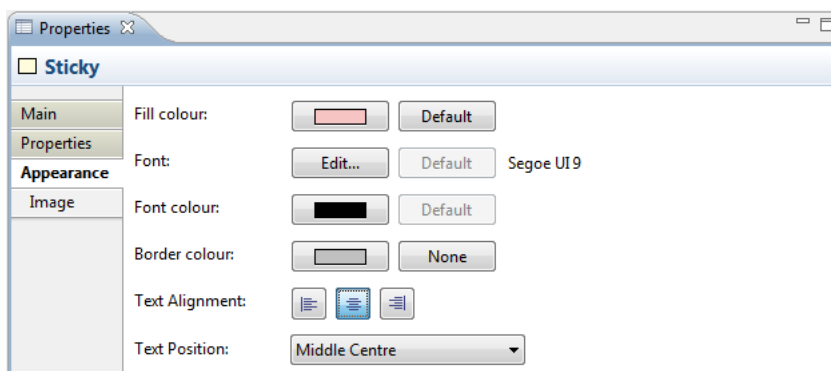 Properties
Sticky
Main
Properties
Appearance
Image
Fill colour: Default
Font: Edit... Default Segoe UI 9
Font colour: Default
Border colour: None
Text Alignment:
Text Position: Middle Centre